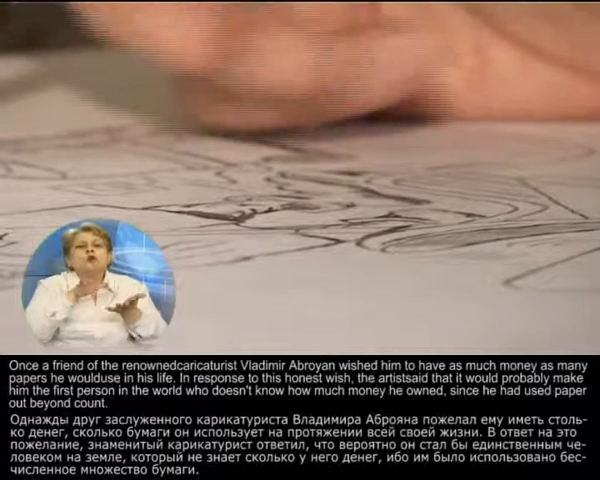 Once a friend of the renownedcaricaturist Vladimir Abroyan wished him to have as much money as many
papers he woulduse in his life. In response to this honest wish, the artistsaid that it would probably make
him the first person in the world who doesn't know how much money he owned, since he had used paper
out beyond count.
Однажды друг заслуженного карикатуриста Владимира Аброяна пожелал ему иметь столь-
ко денег, сколько бумаги он использует на протяжении всей своей жизни. В ответ на это
пожелание, знаменитый карикатурист ответил, что вероятно он стал бы единственным че-
ловеком на земле, который не знает сколько у него денег, ибо им было использовано бес-
численное множество бумаги.